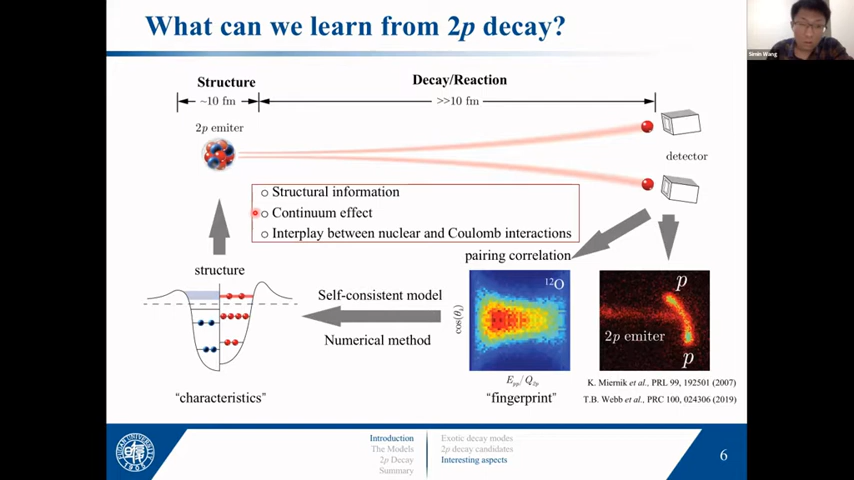 What can we learn from 2p decay?
Simin Wang
Structure
Decay/Reaction
~10 fm
>>10 fm
2p emiter
detector
Structural information
Continuum effect
Interplay between nuclear and Coulomb interactions
pairing correlation
structure
Self-consistent model
Numerical method
¹²O
cos(θₖ)
p
2p emiter
p
Eₚₚ/Q₂ₚ
K. Miernik et al., PRL 99, 192501 (2007)
"characteristics"
"fingerprint"
T.B. Webb et al., PRC 100, 024306 (2019)
Introduction
The Models
2p Decay
Summary
Exotic decay modes
2p decay candidates
Interesting aspects
6